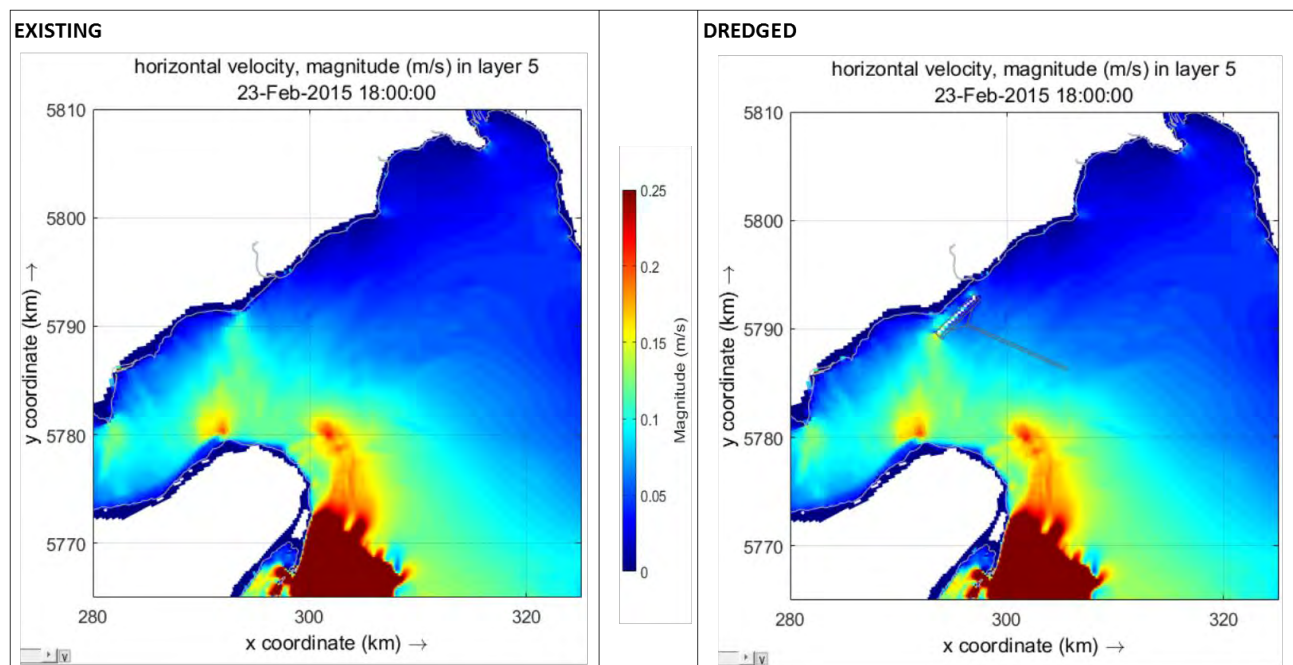 EXISTING
horizontal velocity, magnitude (m/s) in layer 5
23-Feb-2015 18:00:00
5810
5800
5790
5780
5770
y coordinate (km) →
280
300
320
x coordinate (km) →
v
0.25
0.2
0.15
0.1
0.05
0
Magnitude (m/s)
DREDGED
horizontal velocity, magnitude (m/s) in layer 5
23-Feb-2015 18:00:00
5810
5800
5790
5780
5770
y coordinate (km) →
280
300
320
x coordinate (km) →
v